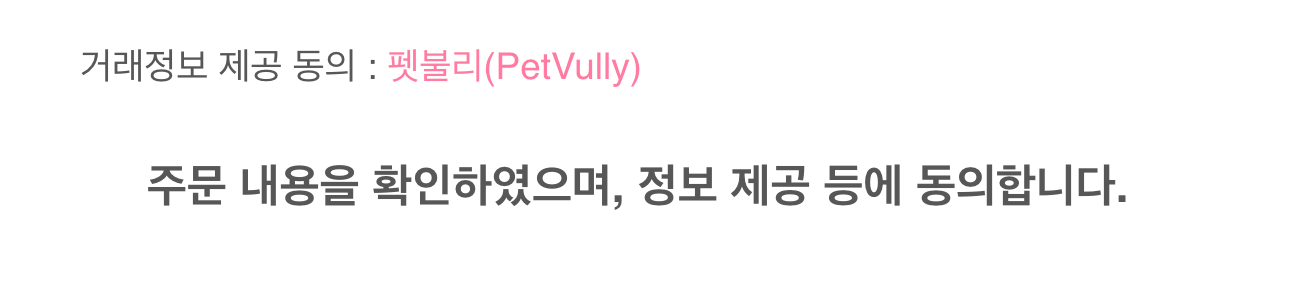 거래정보 제공 동의 : 펫불리(PetVully)
주문 내용을 확인하였으며, 정보 제공 등에 동의합니다.